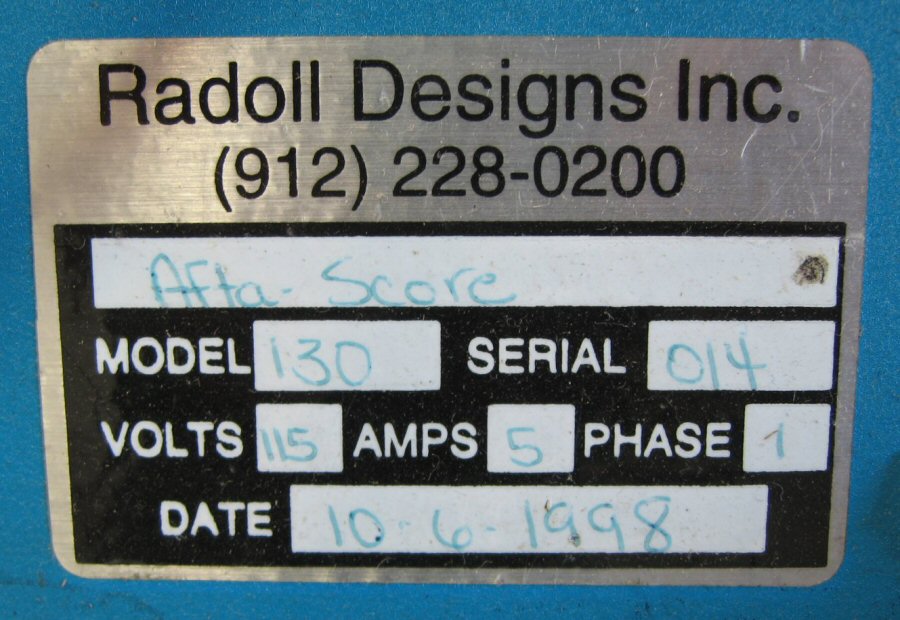 Radoll Designs Inc.
(912) 228-0200
Afta-Score
MODEL 130 SERIAL 014
VOLTS 115 AMPS 5 PHASE 1
DATE 10-6-1998